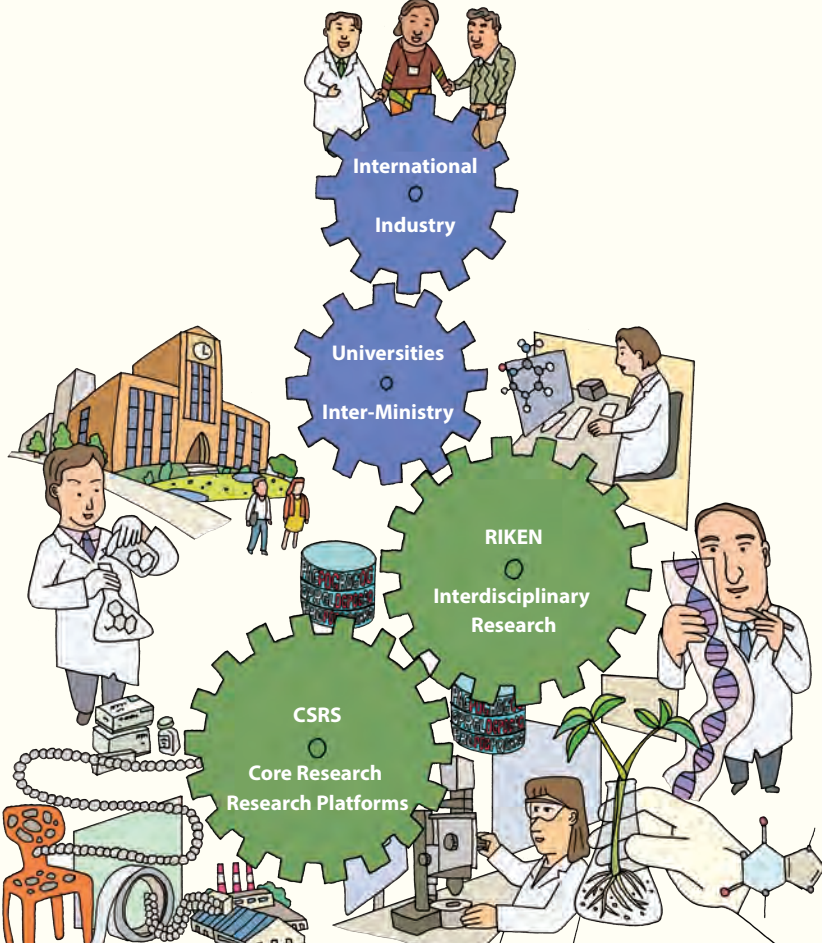 International
Industry
Universities
Inter-Ministry
RIKEN
Interdisciplinary
Research
CSRS
Core Research
Research Platforms